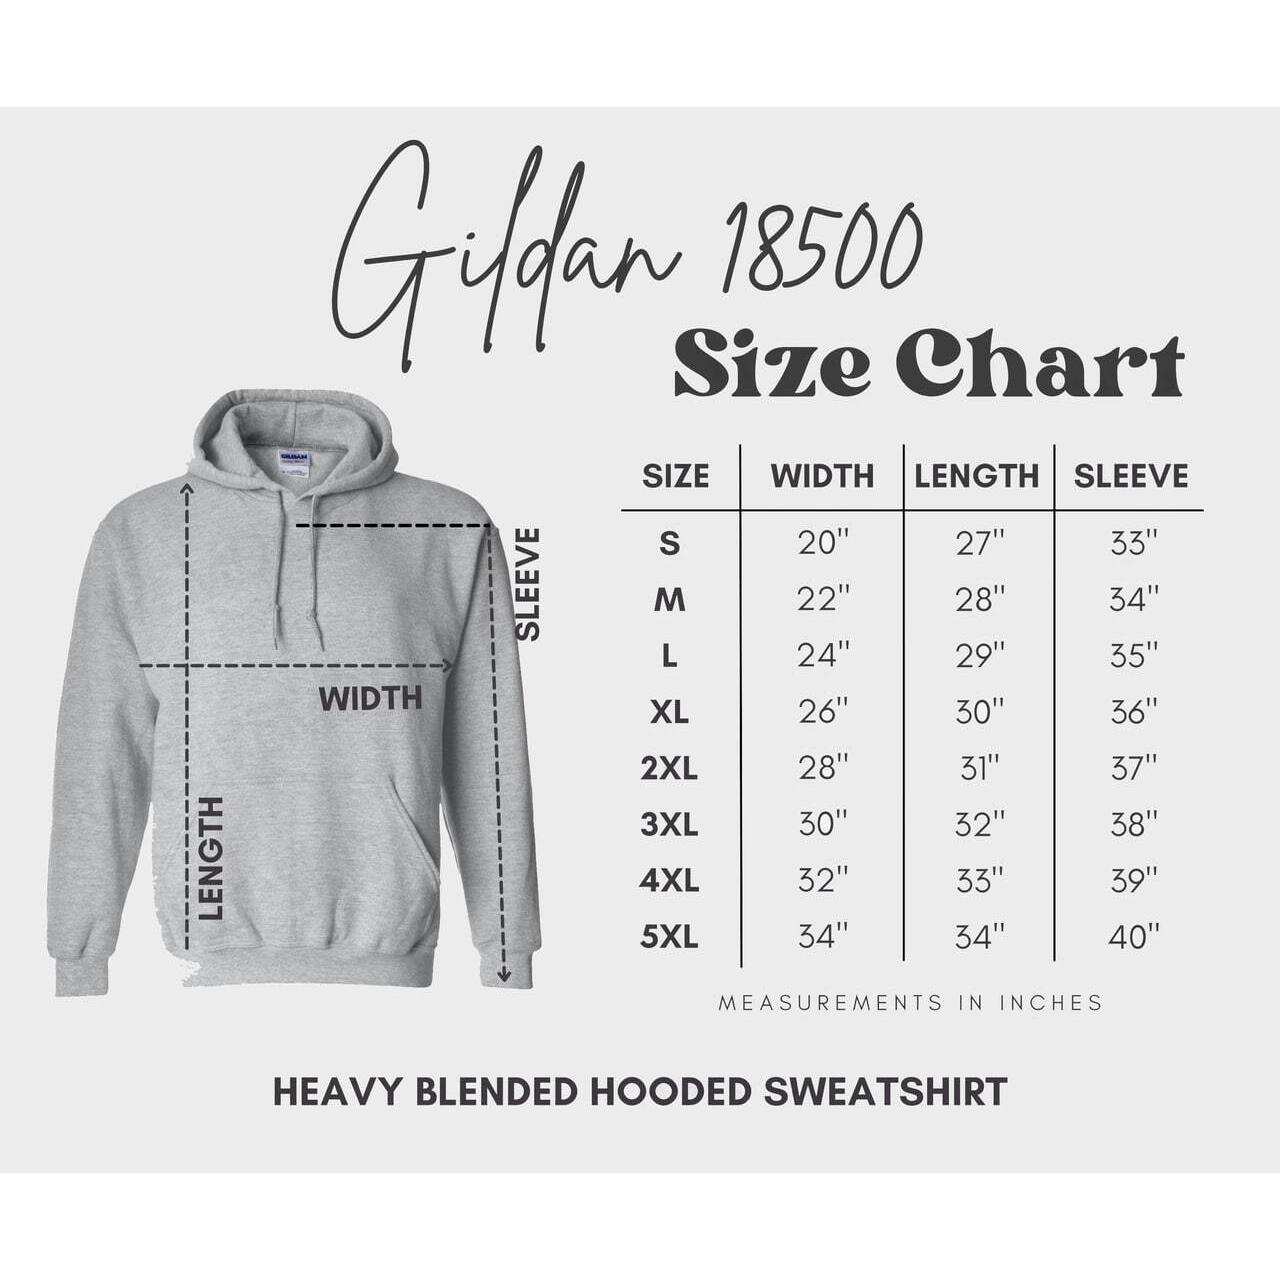 Gildan 18500
Size Chart
GILDAN
SIZE WIDTH LENGTH SLEEVE
S 20" 27" 33"
M 22" 28" 34"
L 24" 29" 35"
XL 26" 30" 36"
2XL 28" 31" 37"
3XL 30" 32" 38"
4XL 32" 33" 39"
5XL 34" 34" 40"
MEASUREMENTS IN INCHES
SLEEVE
WIDTH
LENGTH
HEAVY BLENDED HOODED SWEATSHIRT